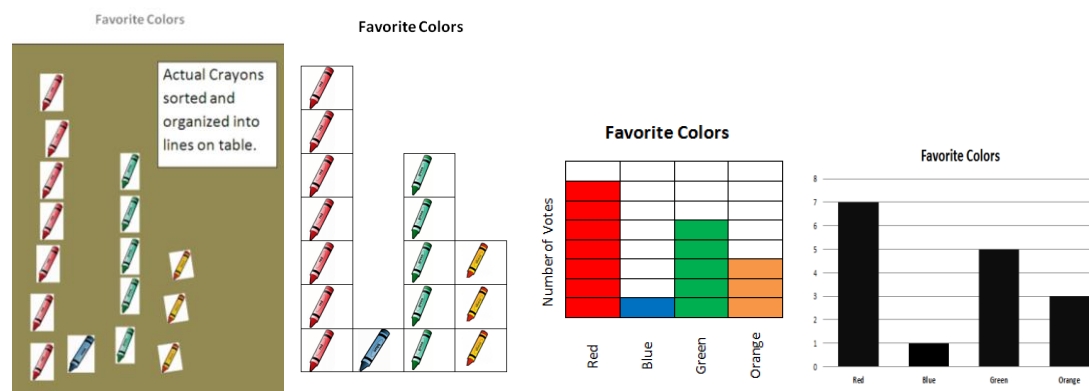 Favorite Colors
Actual Crayons
sorted and
organized into
lines on table.
Favorite Colors
Favorite Colors
Number of Votes
Red
Blue
Green
Orange
Favorite Colors
8
7
6
5
4
3
2
1
0
Red
Blue
Green
Orange